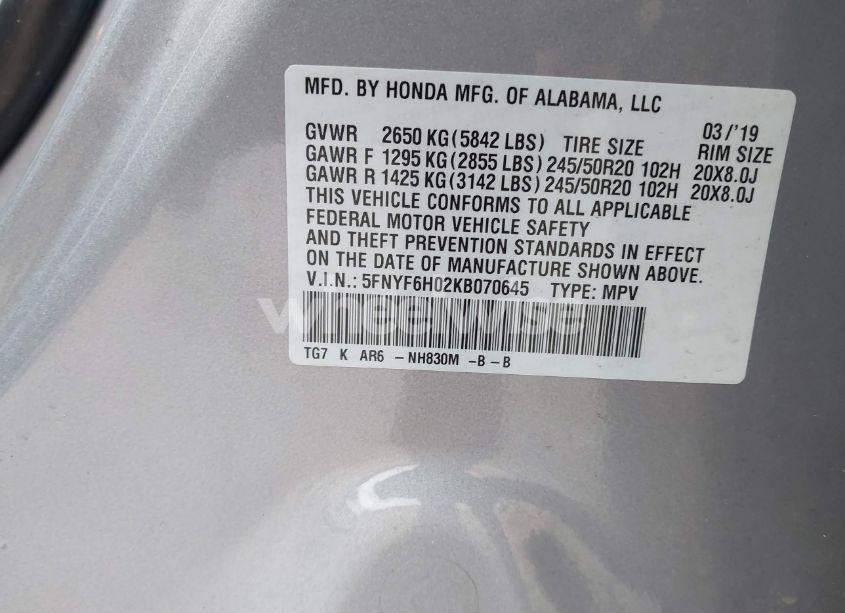 MFD. BY HONDA MFG. OF ALABAMA, LLC
03/'19
GVWR 2650 KG(5842 LBS) TIRE SIZE RIM SIZE
GAWR F 1295 KG(2855 LBS) 245/50R20 102H 20X8.0J
GAWR R 1425 KG(3142 LBS) 245/50R20 102H 20X8.0J
THIS VEHICLE CONFORMS TO ALL APPLICABLE
FEDERAL MOTOR VEHICLE SAFETY
AND THEFT PREVENTION STANDARDS IN EFFECT
ON THE DATE OF MANUFACTURE SHOWN ABOVE.
V.I.N.: 5FNYF6H02KB070645 TYPE: MPV
wheelwise
TG7 K AR6 -NH830M -B-B